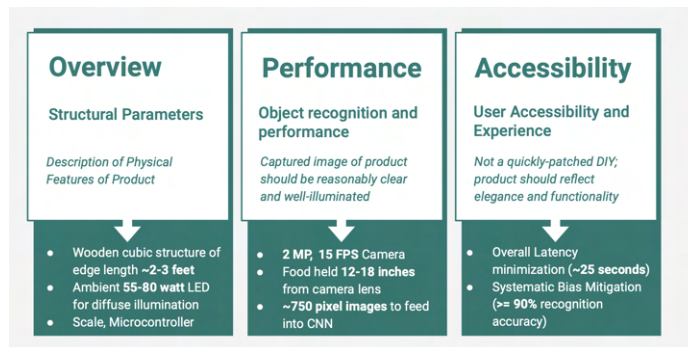 Overview
Structural Parameters
Description of Physical
Features of Product
● Wooden cubic structure of
edge length ~2-3 feet
● Ambient 55-80 watt LED
for diffuse illumination
● Scale, Microcontroller
Performance
Object recognition and
performance
Captured image of product
should be reasonably clear
and well-illuminated
● 2 MP, 15 FPS Camera
● Food held 12-18 inches
from camera lens
● ~750 pixel images to feed
into CNN
Accessibility
User Accessibility and
Experience
Not a quickly-patched DIY;
product should reflect
elegance and functionality
● Overall Latency
minimization (~25 seconds)
● Systematic Bias Mitigation
(>= 90% recognition
accuracy)